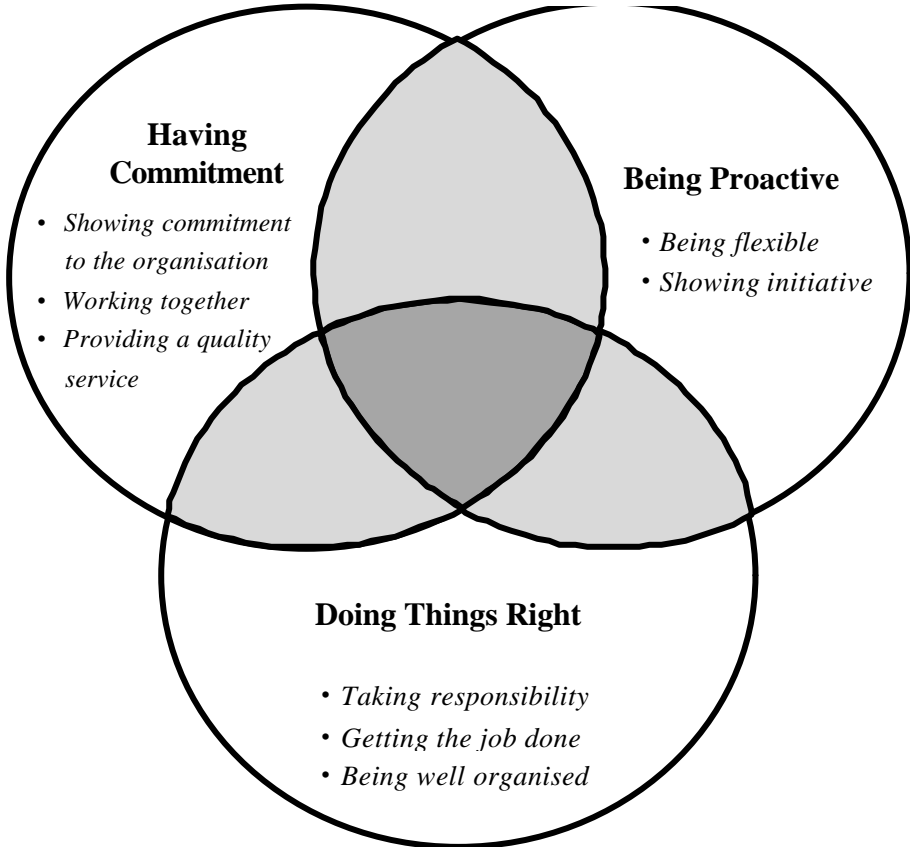 Having
Commitment
• Showing commitment
to the organisation
• Working together
• Providing a quality
service
Being Proactive
• Being flexible
• Showing initiative
Doing Things Right
• Taking responsibility
• Getting the job done
• Being well organised